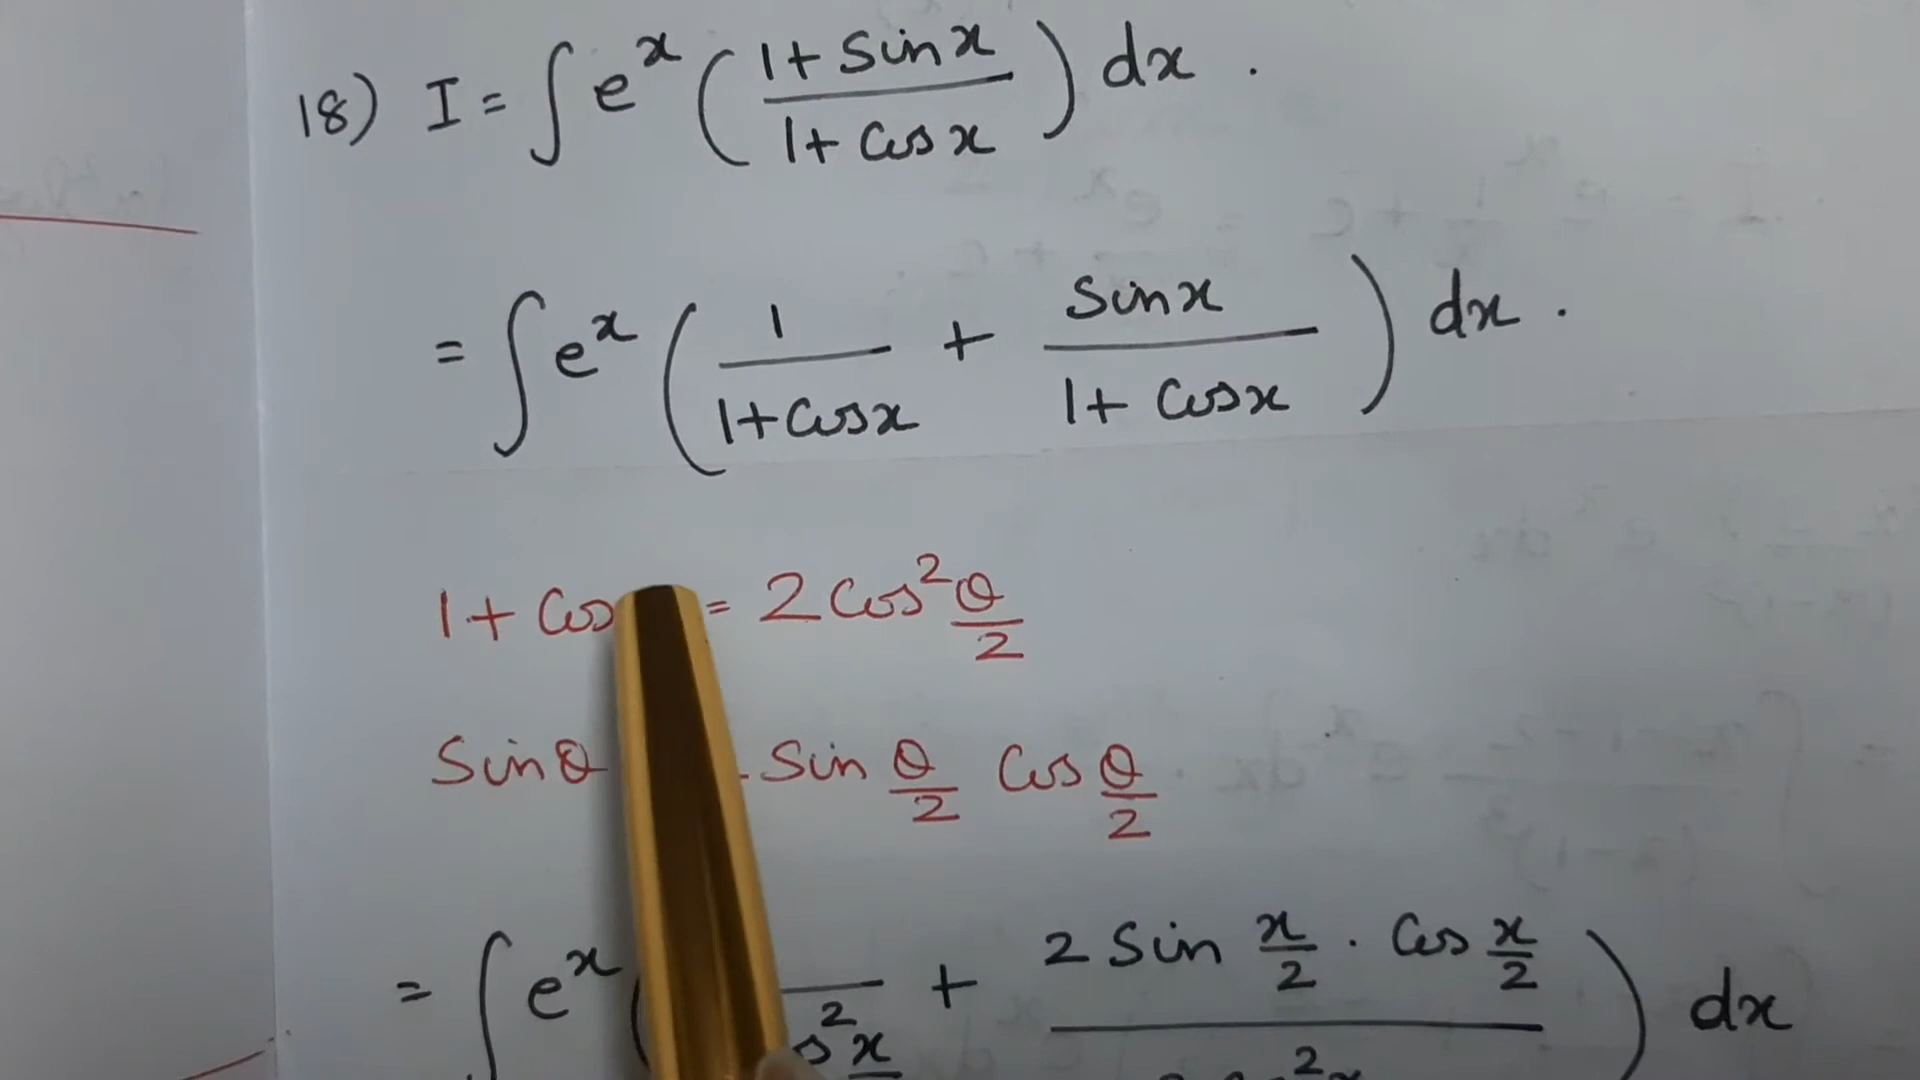 18) I = ∫ e^x ( (1 + Sin x) / (1 + Cos x) ) dx .
= ∫ e^x ( 1 / (1 + Cos x) + Sin x / (1 + Cos x) ) dx .
1 + Cos = 2 Cos² θ/2
Sin θ Sin θ/2 Cos θ/2
= ∫ e^x ( + 2 Sin x/2 . Cos x/2 ) dx